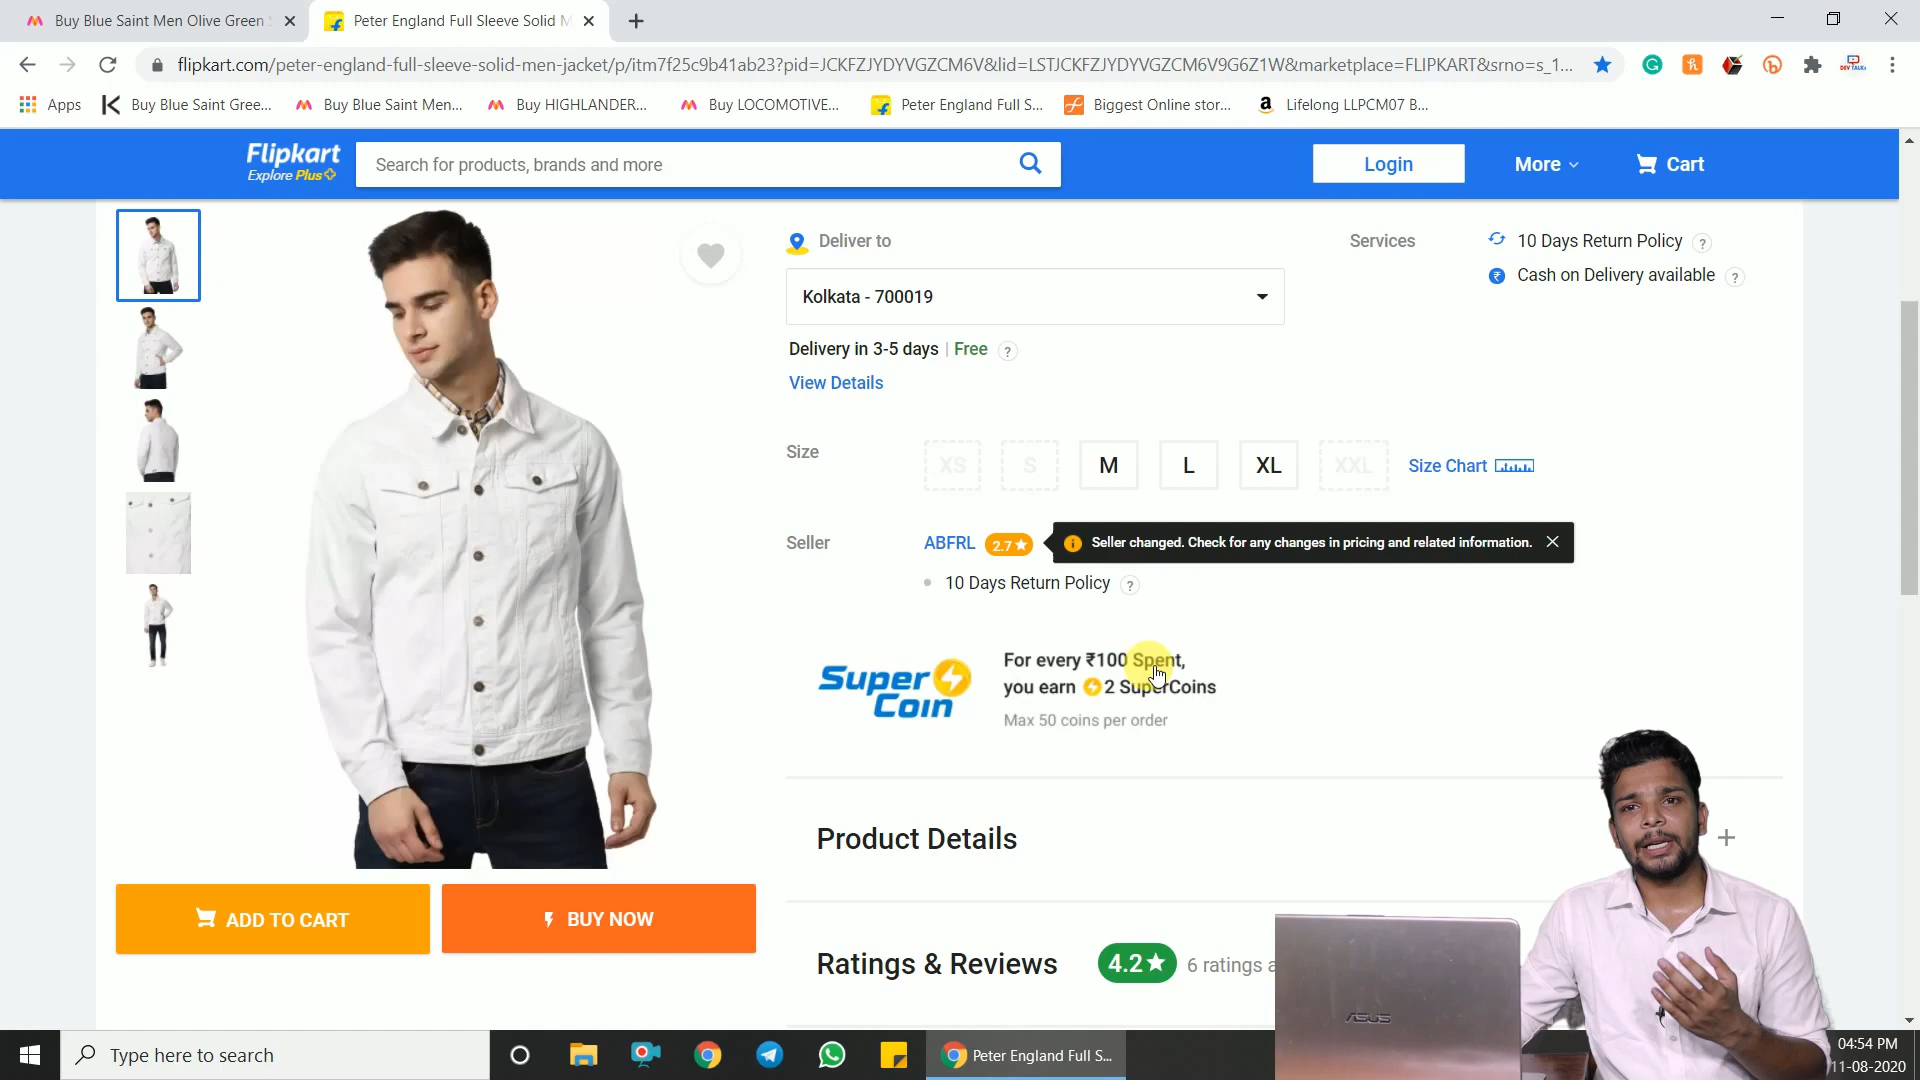 Buy Blue Saint Men Olive Green
Peter England Full Sleeve Solid M
flipkart.com/peter-england-full-sleeve-solid-men-jacket/p/itm7f25c9b41ab23?pid=JCKFZJYDYVGZCM6V&lid=LSTJCKFZJYDYVGZCM6V9G6Z1W&marketplace=FLIPKART&srno=s_1...
Apps
Buy Blue Saint Gree...
Buy Blue Saint Men...
Buy HIGHLANDER...
Buy LOCOMOTIVE...
Peter England Full S...
Biggest Online stor...
Lifelong LLPCM07 B...
Flipkart
Explore Plus
Search for products, brands and more
Login
More
Cart
Deliver to
Kolkata - 700019
Delivery in 3-5 days | Free ?
View Details
Services
10 Days Return Policy ?
Cash on Delivery available ?
Size
XS
S
M
L
XL
XXL
Size Chart
Seller
ABFRL
2.7★
Seller changed. Check for any changes in pricing and related information.
10 Days Return Policy ?
Super
Coin
For every ₹100 Spent,
you earn 2 SuperCoins
Max 50 coins per order
Product Details
Ratings & Reviews
4.2★
6 ratings a
ADD TO CART
BUY NOW
ASUS
Type here to search
Peter England Full S...
04:54 PM
11-08-2020